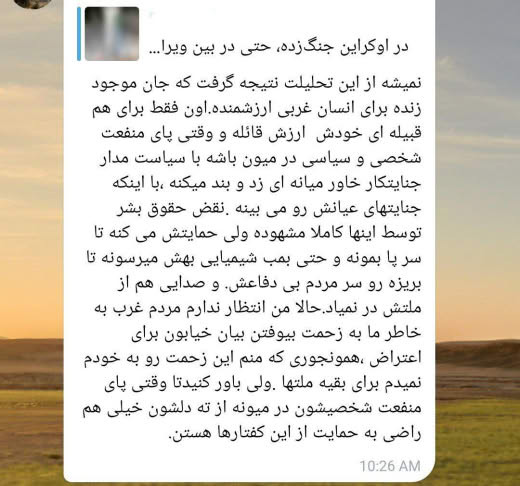 در اوکراین جنگ‌زده، حتی در بین ویرا...
نمیشه از این تحلیلت نتیجه گرفت که جان موجود
زنده برای انسان غربی ارزشمنده.اون فقط برای هم
قبیله ای خودش ارزش قائله و وقتی پای منفعت
شخصی و سیاسی در میون باشه با سیاست مدار
جنایتکار خاور میانه ای زد و بند میکنه ،با اینکه
جنایتهای عیانش رو می بینه .نقض حقوق بشر
توسط اینها کاملا مشهوده ولی حمایتش می کنه تا
سر پا بمونه و حتی بمب شیمیایی بهش میرسونه تا
بریزه رو سر مردم بی دفاعش. و صدایی هم از
ملتش در نمیاد.حالا من انتظار ندارم مردم غرب به
خاطر ما به زحمت بیوفتن بیان خیابون برای
اعتراض ،همونجوری که منم این زحمت رو به خودم
نمیدم برای بقیه ملتها .ولی باور کنیدتا وقتی پای
منفعت شخصیشون در میونه از ته دلشون خیلی هم
راضی به حمایت از این کفتارها هستن.
10:26 AM